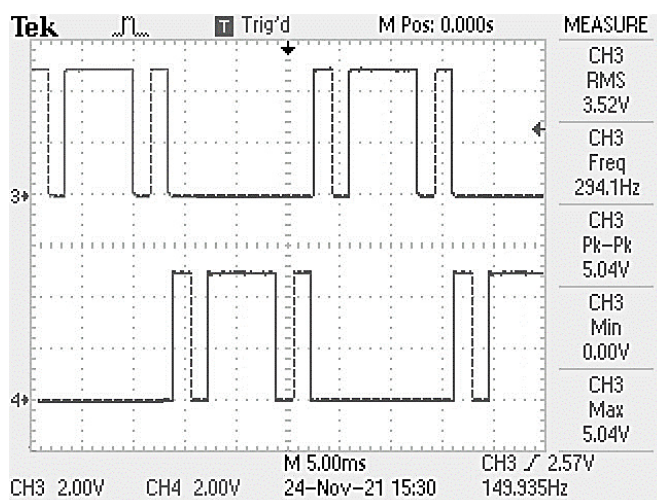 Tek T Trig'd M Pos: 0.000s MEASURE
CH3
RMS
3.52V
CH3
Freq
294.1Hz
CH3
Pk-Pk
5.04V
CH3
Min
0.00V
CH3
Max
5.04V
3
4
M 5.00ms CH3 2.57V
CH3 2.00V CH4 2.00V 24-Nov-21 15:30 149.935Hz